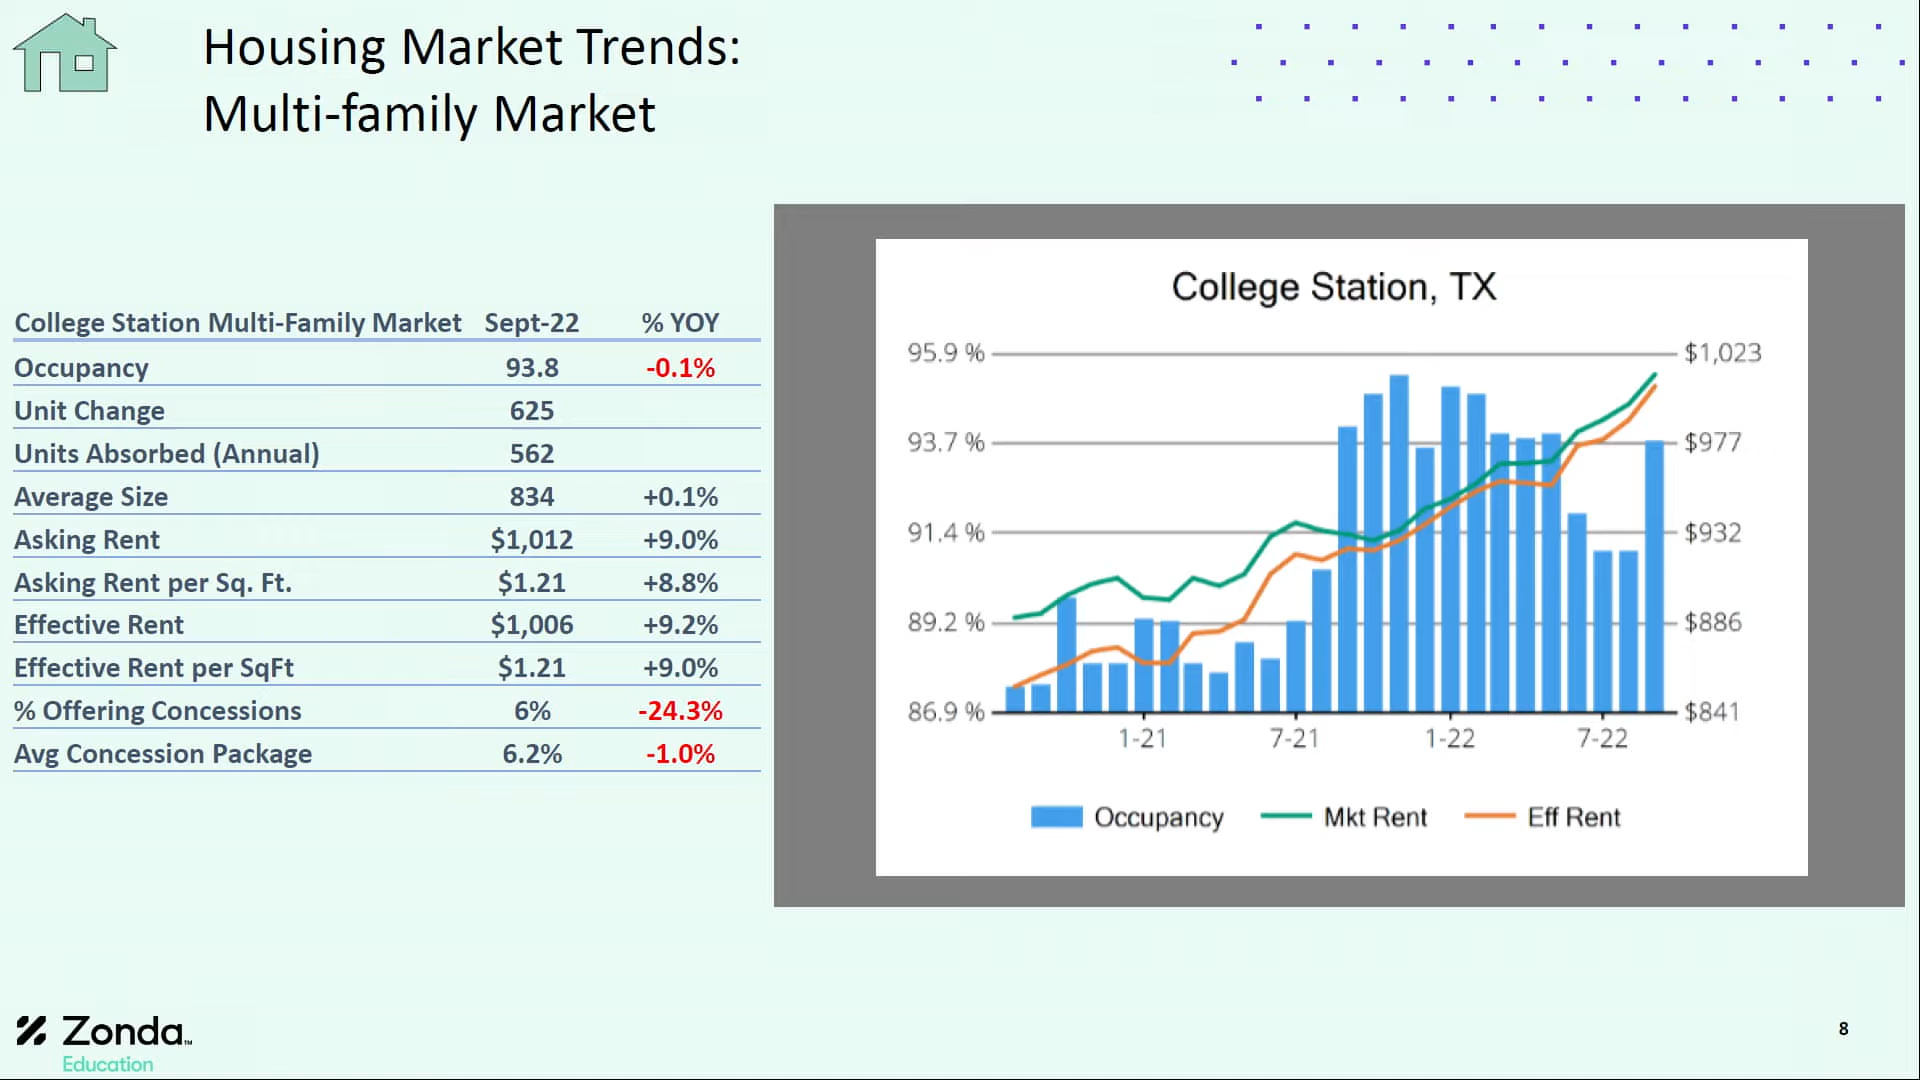 Housing Market Trends:
Multi-family Market
College Station Multi-Family Market Sept-22 % YOY
Occupancy 93.8 -0.1%
Unit Change 625
Units Absorbed (Annual) 562
Average Size 834 +0.1%
Asking Rent $1,012 +9.0%
Asking Rent per Sq. Ft. $1.21 +8.8%
Effective Rent $1,006 +9.2%
Effective Rent per SqFt $1.21 +9.0%
% Offering Concessions 6% -24.3%
Avg Concession Package 6.2% -1.0%
College Station, TX
95.9 % $1,023
93.7 % $977
91.4 % $932
89.2 % $886
86.9 % $841
1-21 7-21 1-22 7-22
Occupancy Mkt Rent Eff Rent
Zonda™
Education
8